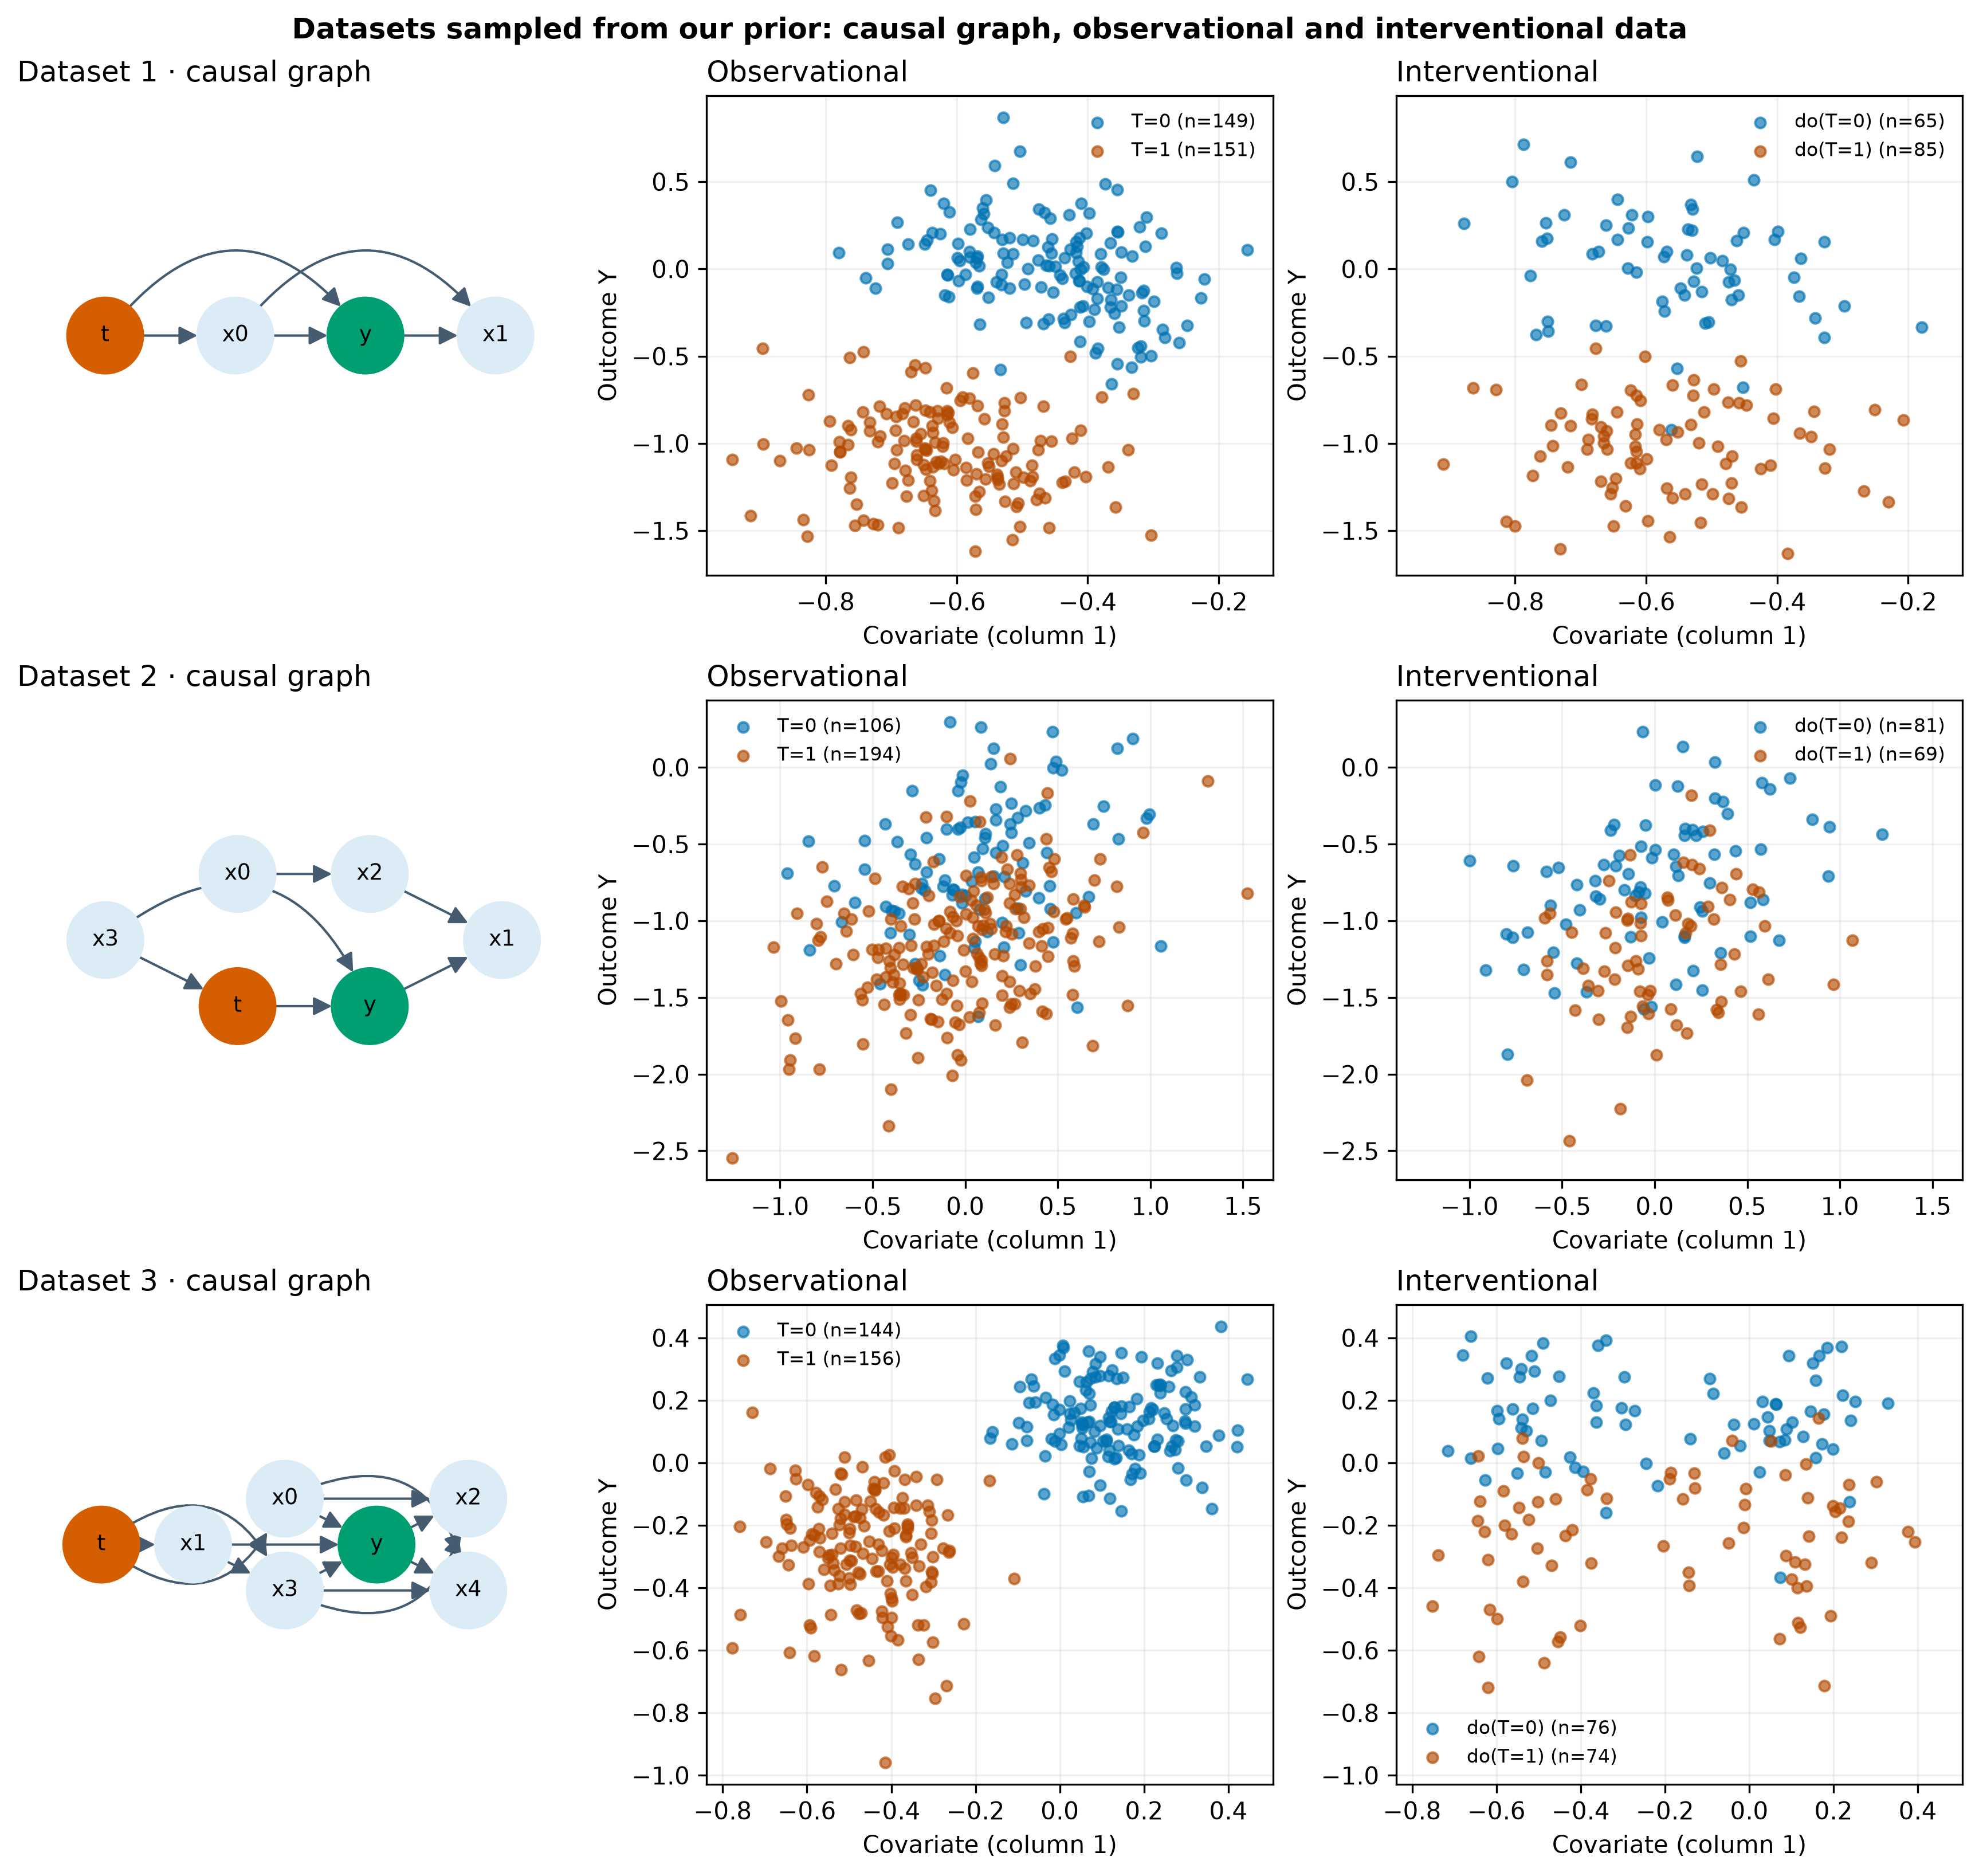 Datasets sampled from our prior: causal graph, observational and interventional data
Dataset 1 · causal graph
t
x0
y
x1
Observational
T=0 (n=149)
T=1 (n=151)
0.5
0.0
−0.5
−1.0
−1.5
Outcome Y
−0.8 −0.6 −0.4 −0.2
Covariate (column 1)
Interventional
do(T=0) (n=65)
do(T=1) (n=85)
0.5
0.0
−0.5
−1.0
−1.5
Outcome Y
−0.8 −0.6 −0.4 −0.2
Covariate (column 1)
Dataset 2 · causal graph
x0
x2
x3
x1
t
y
Observational
T=0 (n=106)
T=1 (n=194)
0.0
−0.5
−1.0
−1.5
−2.0
−2.5
Outcome Y
−1.0 −0.5 0.0 0.5 1.0 1.5
Covariate (column 1)
Interventional
do(T=0) (n=81)
do(T=1) (n=69)
0.0
−0.5
−1.0
−1.5
−2.0
−2.5
Outcome Y
−1.0 −0.5 0.0 0.5 1.0 1.5
Covariate (column 1)
Dataset 3 · causal graph
x0
x2
t
x1
y
x3
x4
Observational
T=0 (n=144)
T=1 (n=156)
0.4
0.2
0.0
−0.2
−0.4
−0.6
−0.8
−1.0
Outcome Y
−0.8 −0.6 −0.4 −0.2 0.0 0.2 0.4
Covariate (column 1)
Interventional
0.4
0.2
0.0
−0.2
−0.4
−0.6
−0.8
−1.0
Outcome Y
do(T=0) (n=76)
do(T=1) (n=74)
−0.8 −0.6 −0.4 −0.2 0.0 0.2 0.4
Covariate (column 1)